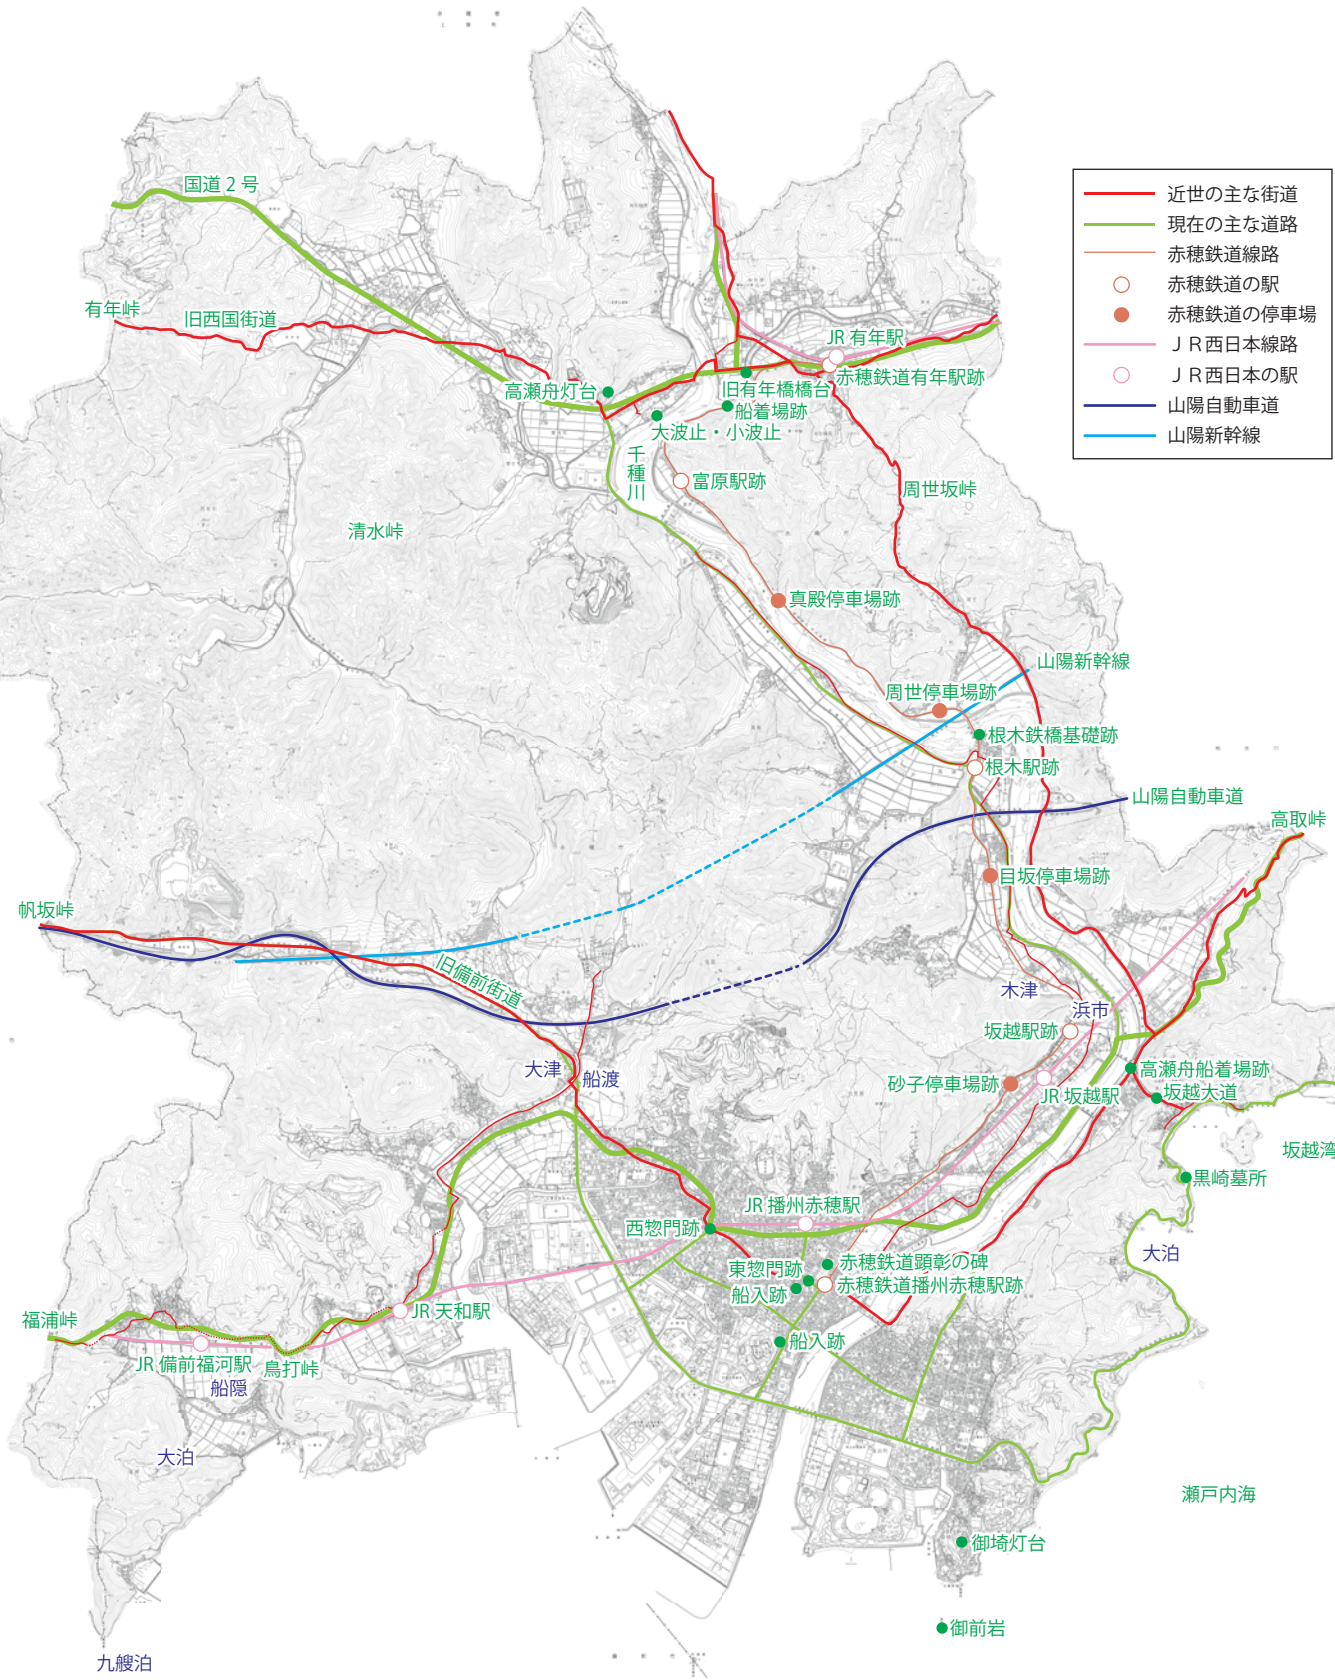 近世の主な街道
現在の主な道路
赤穂鉄道線路
赤穂鉄道の駅
赤穂鉄道の停車場
ＪＲ西日本線路
ＪＲ西日本の駅
山陽自動車道
山陽新幹線
国道２号
有年峠
旧西国街道
JR 有年駅
赤穂鉄道有年駅跡
高瀬舟灯台
旧有年橋橋台
船着場跡
大波止・小波止
千種川
富原駅跡
周世坂峠
清水峠
真殿停車場跡
山陽新幹線
周世停車場跡
根木鉄橋基礎跡
根木駅跡
山陽自動車道
高取峠
目坂停車場跡
帆坂峠
旧備前街道
木津
浜市
坂越駅跡
大津
船渡
砂子停車場跡
JR 坂越駅
高瀬舟船着場跡
坂越大道
坂越湾
黒崎墓所
JR 播州赤穂駅
西惣門跡
大泊
東惣門跡
赤穂鉄道顕彰の碑
船入跡
赤穂鉄道播州赤穂駅跡
福浦峠
JR 天和駅
船入跡
JR 備前福河駅
鳥打峠
船隠
大泊
瀬戸内海
御埼灯台
御前岩
九艘泊